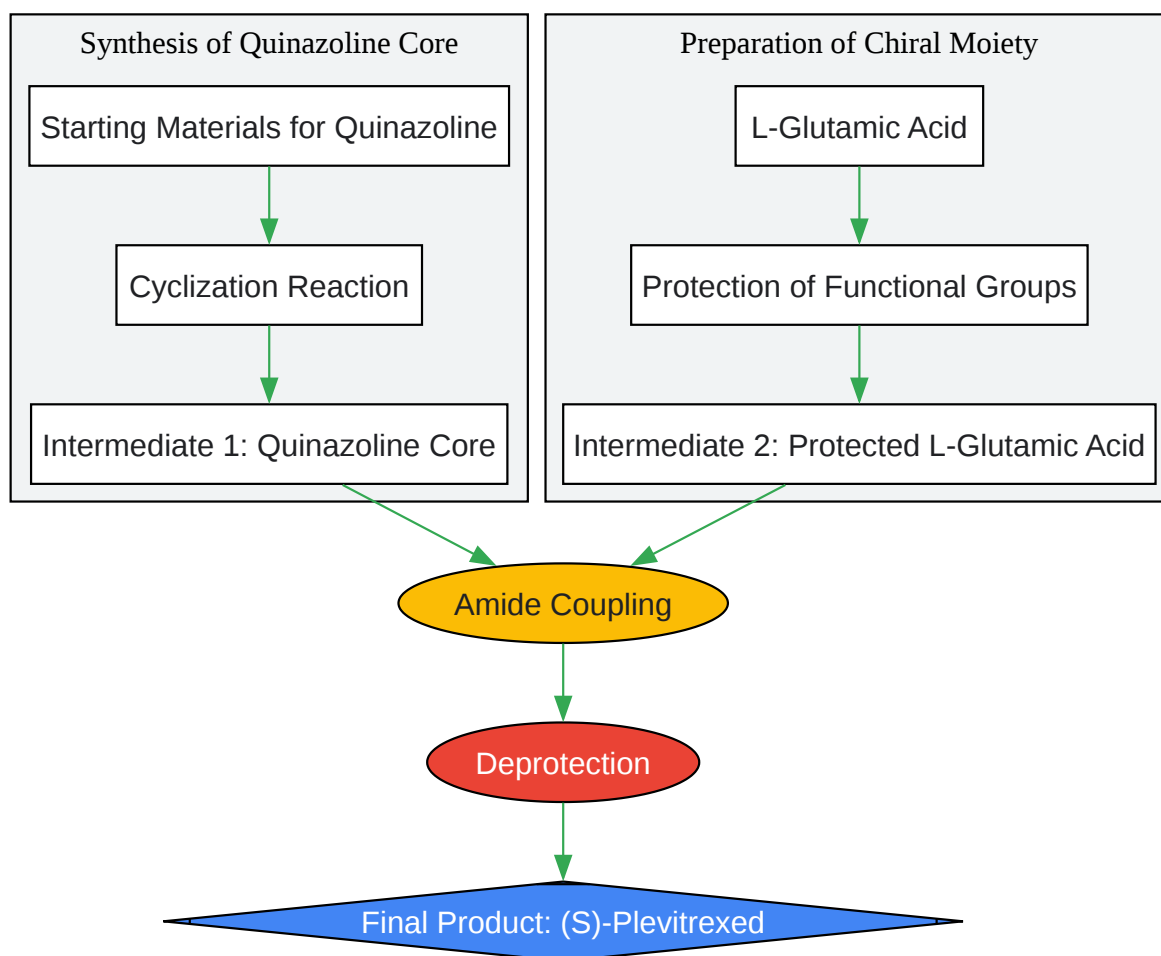 Synthesis of Quinazoline Core
Starting Materials for Quinazoline
Cyclization Reaction
Intermediate 1: Quinazoline Core
Preparation of Chiral Moiety
L-Glutamic Acid
Protection of Functional Groups
Intermediate 2: Protected L-Glutamic Acid
Amide Coupling
Deprotection
Final Product: (S)-Plevitrexed